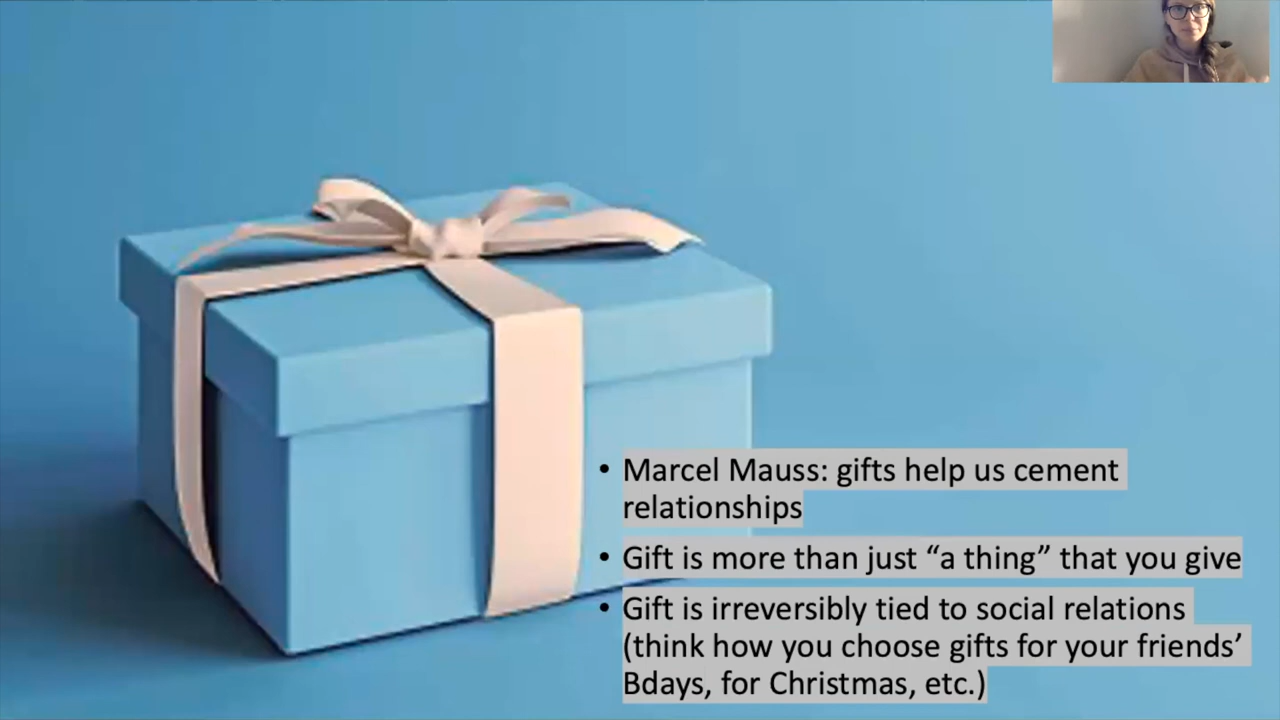 • Marcel Mauss: gifts help us cement
relationships
• Gift is more than just “a thing” that you give
• Gift is irreversibly tied to social relations
(think how you choose gifts for your friends’
Bdays, for Christmas, etc.)